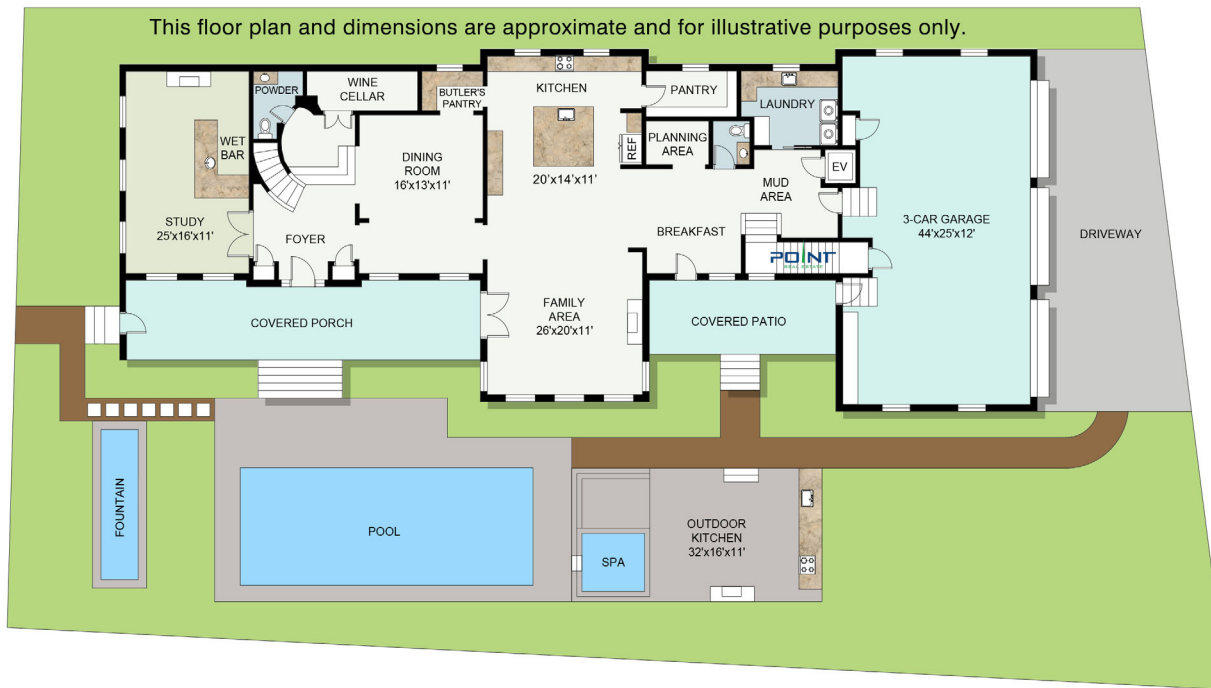 This floor plan and dimensions are approximate and for illustrative purposes only.
POWDER
WINE
CELLAR
BUTLER'S
PANTRY
KITCHEN
PANTRY
LAUNDRY
WET
BAR
DINING
ROOM
16'x13'x11'
20'x14'x11'
REF
PLANNING
AREA
EV
MUD
AREA
STUDY
25'x16'x11'
FOYER
BREAKFAST
3-CAR GARAGE
44'x25'x12'
DRIVEWAY
POINT
REAL ESTATE
COVERED PORCH
FAMILY
AREA
26'x20'x11'
COVERED PATIO
FOUNTAIN
POOL
SPA
OUTDOOR
KITCHEN
32'x16'x11'